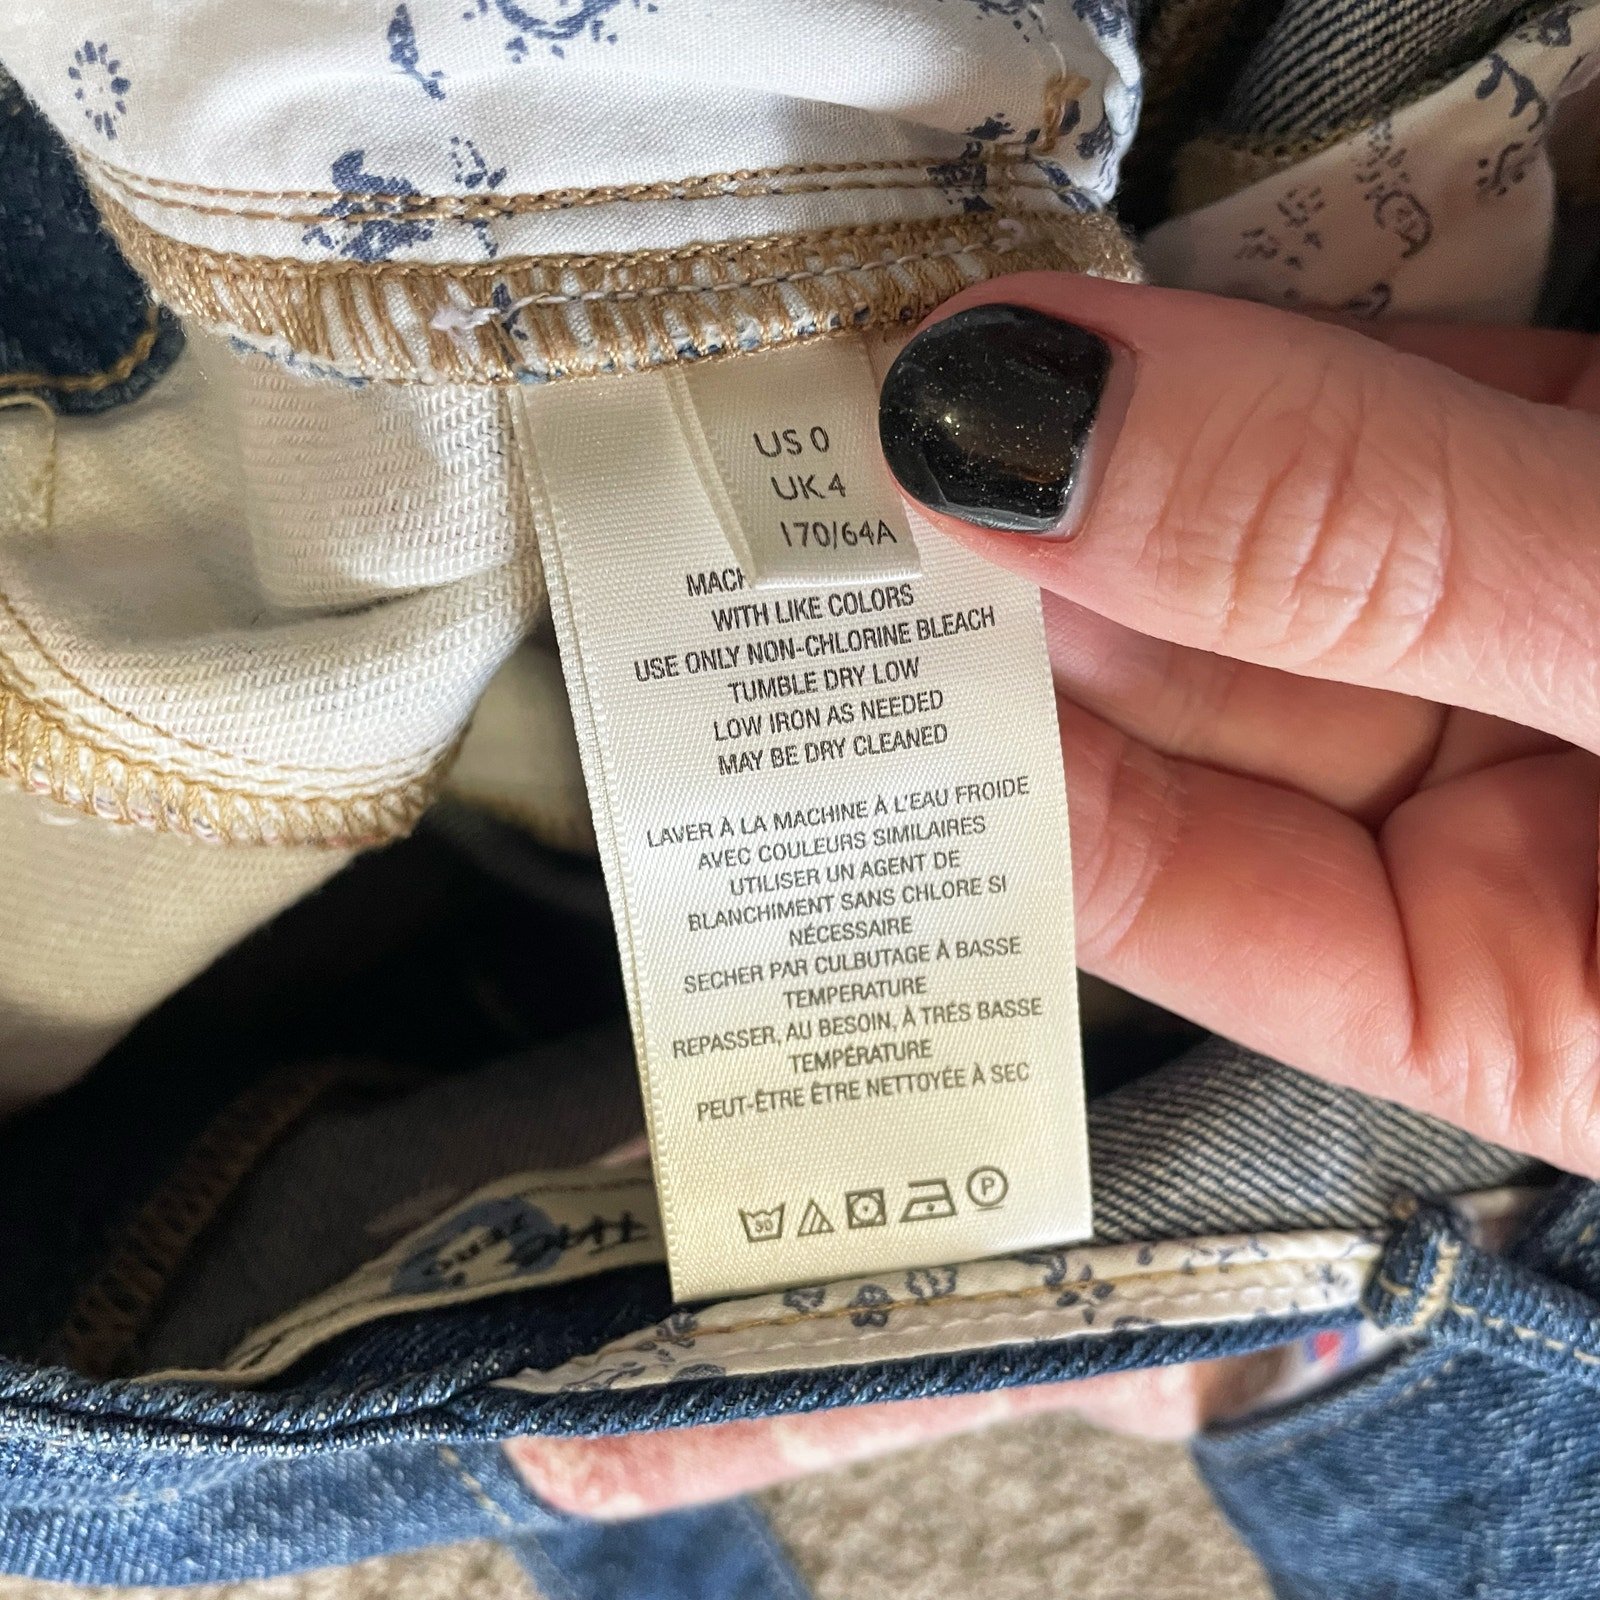 US 0
UK 4
170/64A
MACH
WITH LIKE COLORS
USE ONLY NON-CHLORINE BLEACH
TUMBLE DRY LOW
LOW IRON AS NEEDED
MAY BE DRY CLEANED
LAVER À LA MACHINE À L'EAU FROIDE
AVEC COULEURS SIMILAIRES
UTILISER UN AGENT DE
BLANCHIMENT SANS CHLORE SI
NÉCESSAIRE
SECHER PAR CULBUTAGE À BASSE
TEMPERATURE
REPASSER, AU BESOIN, À TRÉS BASSE
TEMPÉRATURE
PEUT-ÊTRE ÊTRE NETTOYÉE À SEC
30
P